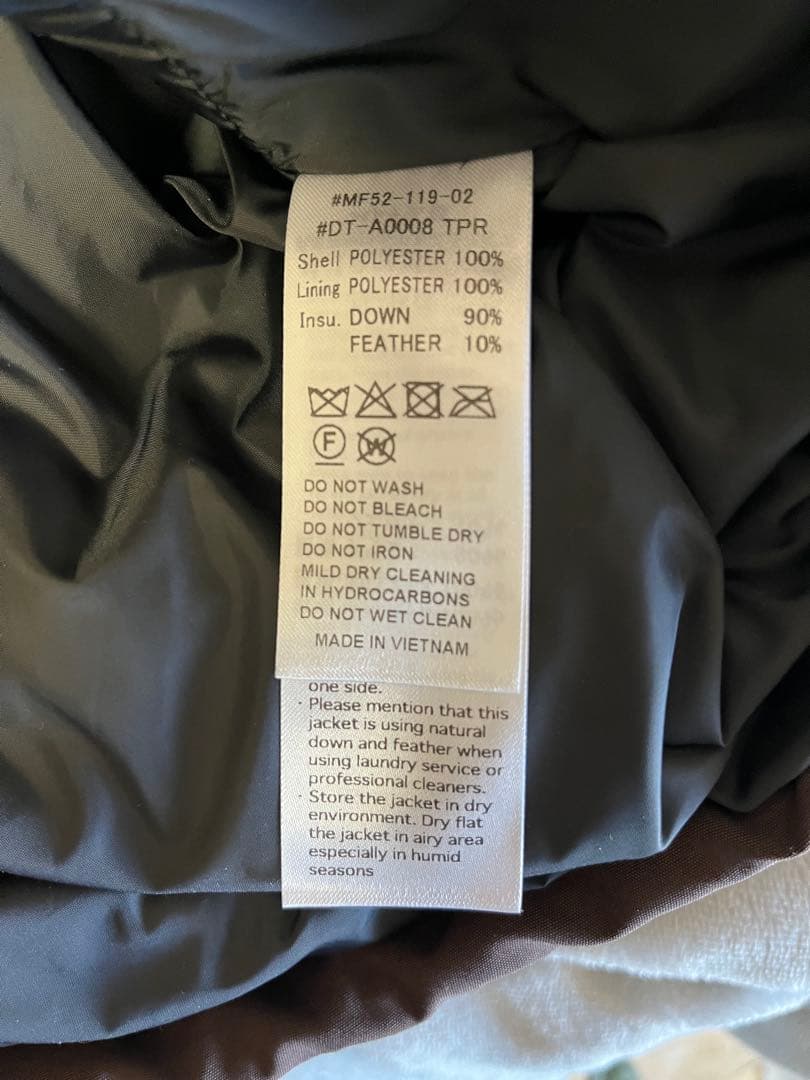 #MF52-119-02
#DT-A0008 TPR
Shell POLYESTER 100%
Lining POLYESTER 100%
Insu. DOWN 90%
FEATHER 10%
F
W
DO NOT WASH
DO NOT BLEACH
DO NOT TUMBLE DRY
DO NOT IRON
MILD DRY CLEANING
IN HYDROCARBONS
DO NOT WET CLEAN
MADE IN VIETNAM
one side.
· Please mention that this
jacket is using natural
down and feather when
using laundry service or
professional cleaners.
· Store the jacket in dry
environment. Dry flat
the jacket in airy area
especially in humid
seasons